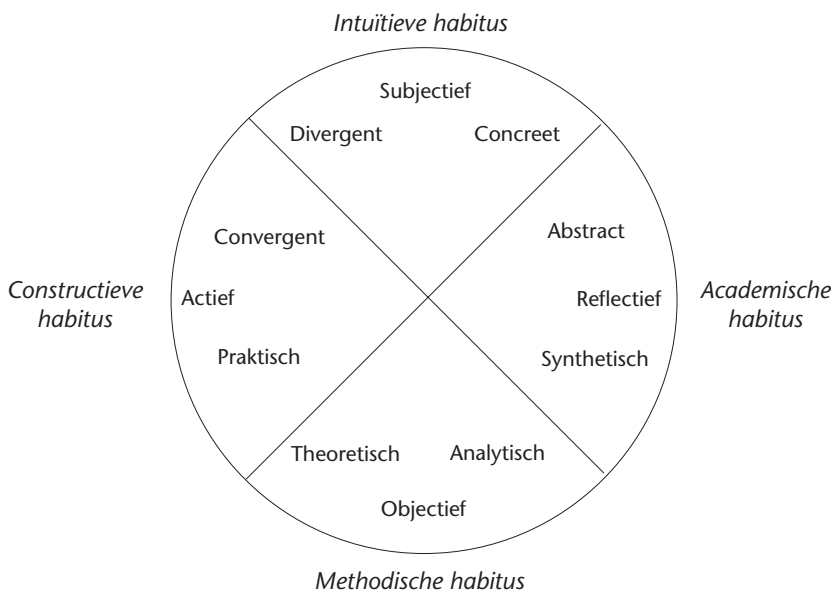 Intuïtieve habitus
Subjectief
Divergent
Concreet
Convergent
Abstract
Constructieve
habitus
Actief
Reflectief
Academische
habitus
Praktisch
Synthetisch
Theoretisch
Analytisch
Objectief
Methodische habitus